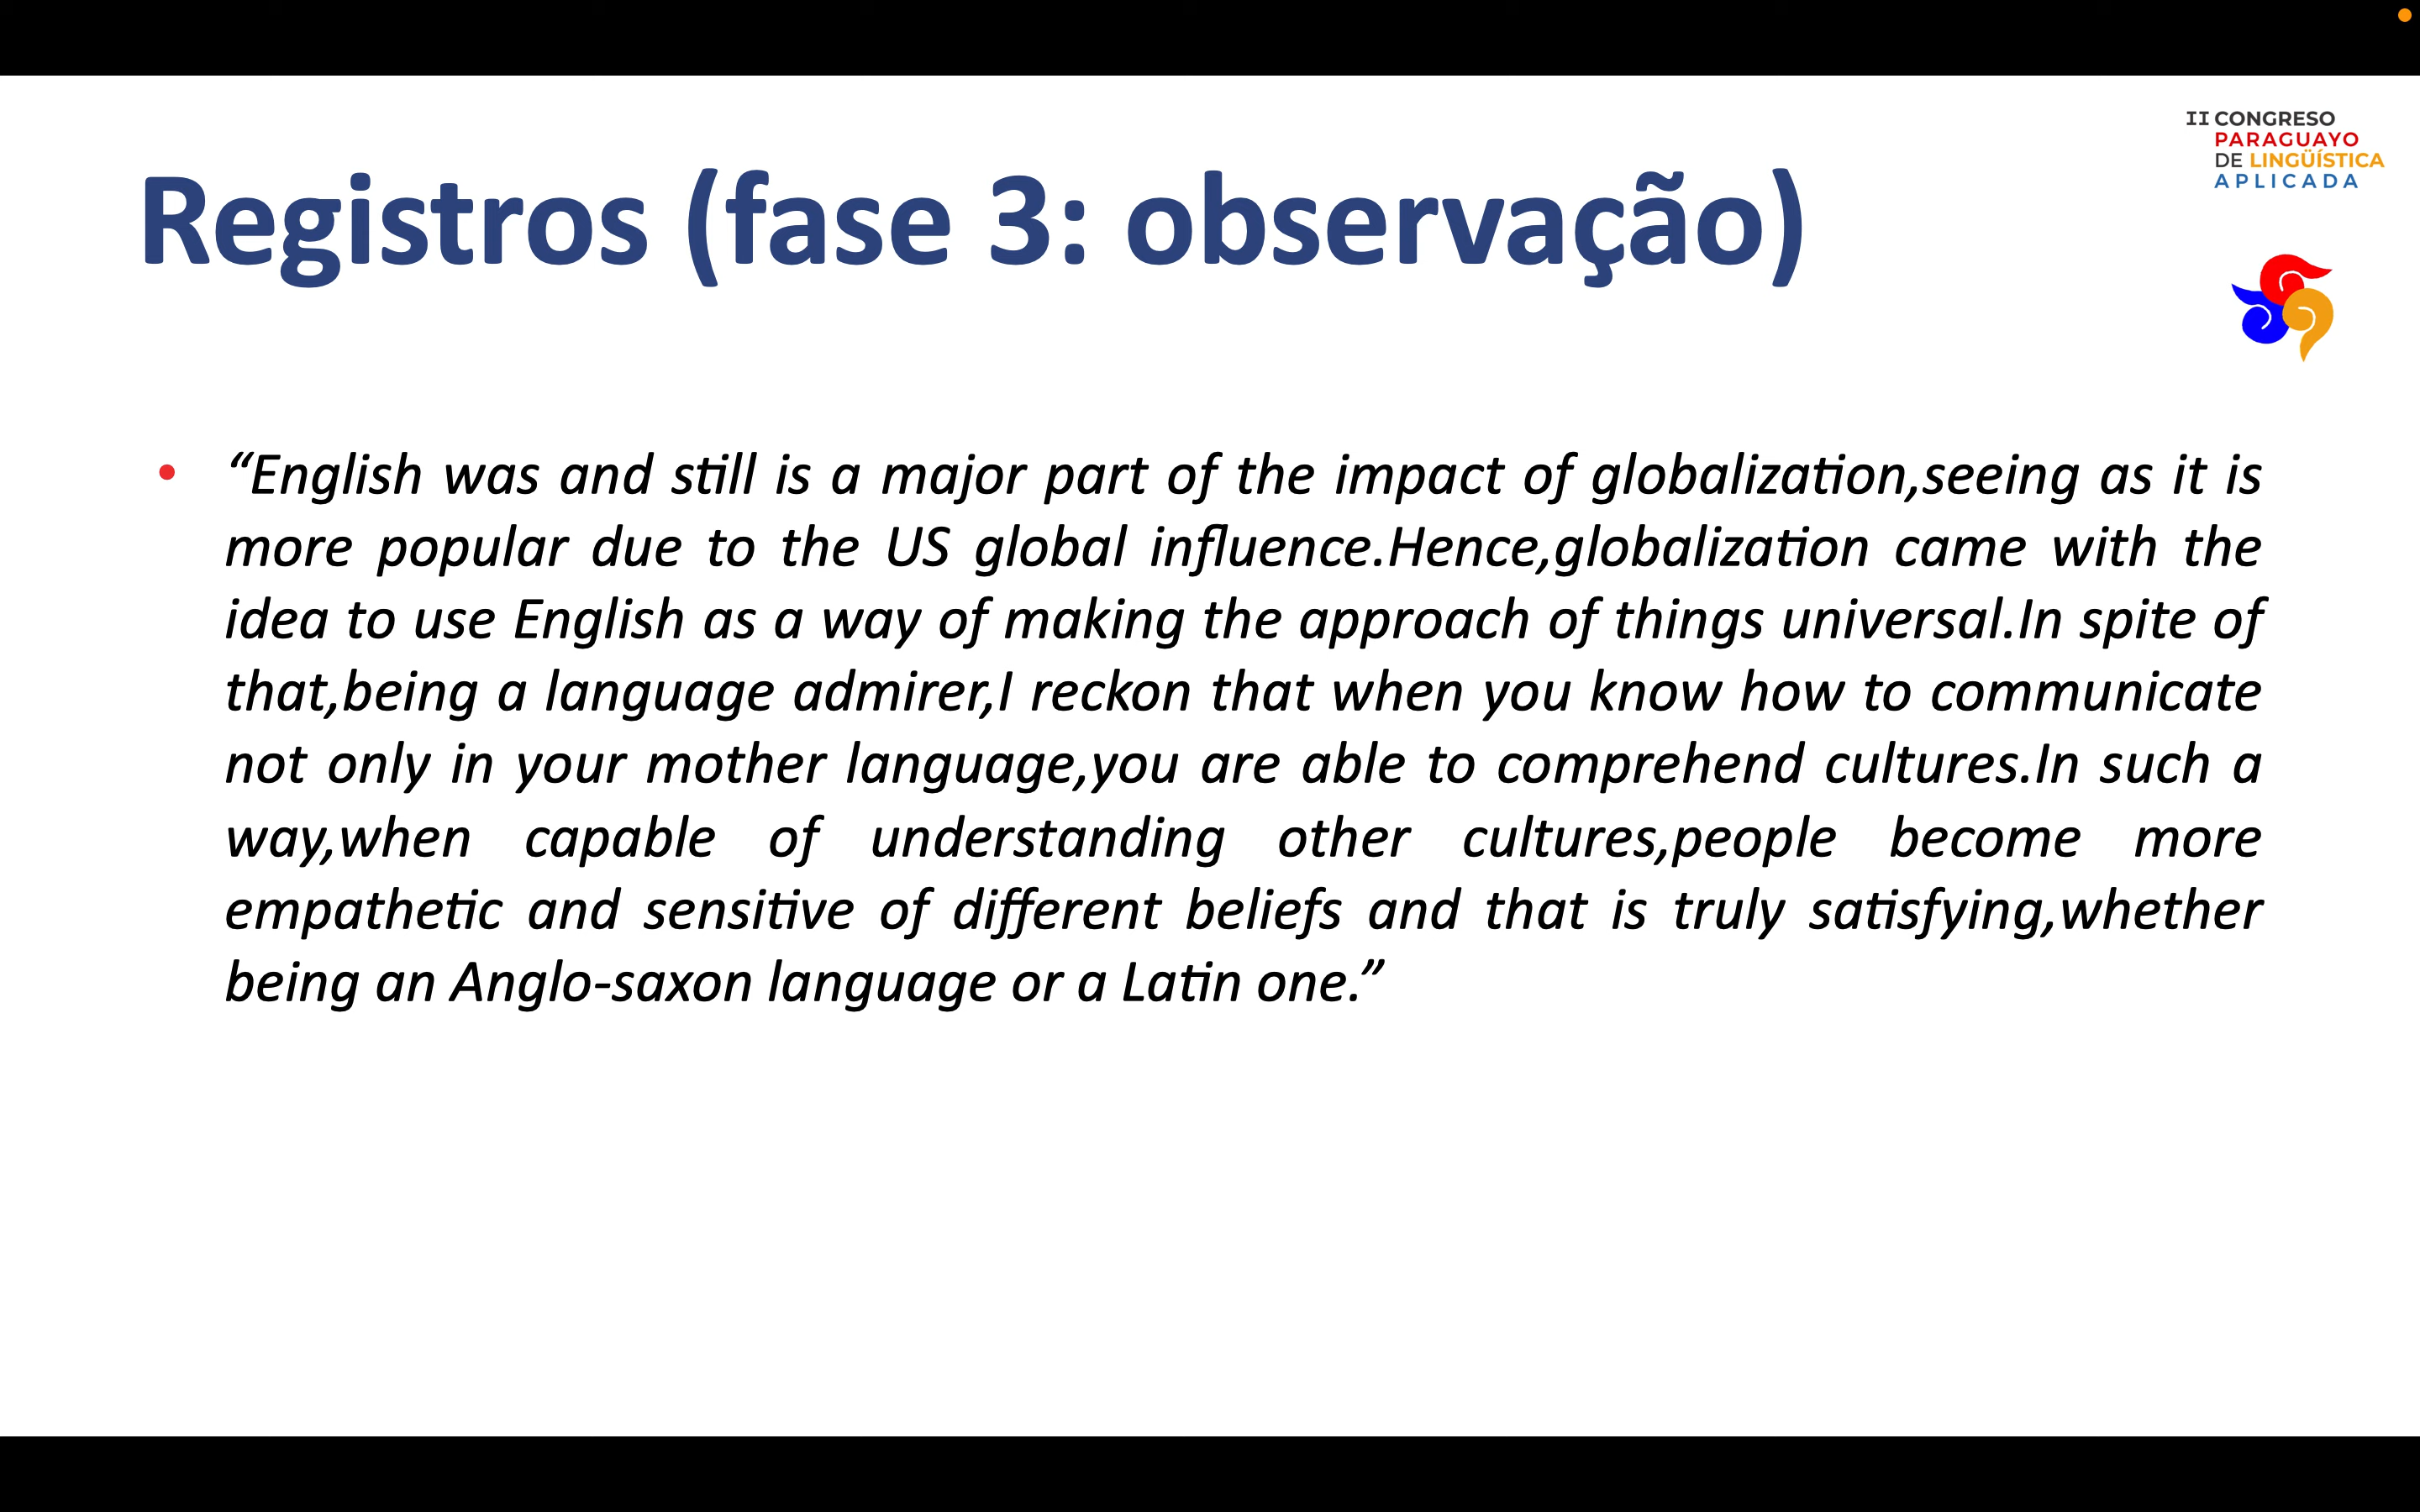 II CONGRESO
PARAGUAYO
DE LINGÜÍSTICA
APLICADA
Registros (fase 3: observação)
• “English was and still is a major part of the impact of globalization,seeing as it is
more popular due to the US global influence.Hence,globalization came with the
idea to use English as a way of making the approach of things universal.In spite of
that,being a language admirer,I reckon that when you know how to communicate
not only in your mother language,you are able to comprehend cultures.In such a
way,when capable of understanding other cultures,people become more
empathetic and sensitive of different beliefs and that is truly satisfying,whether
being an Anglo-saxon language or a Latin one.”